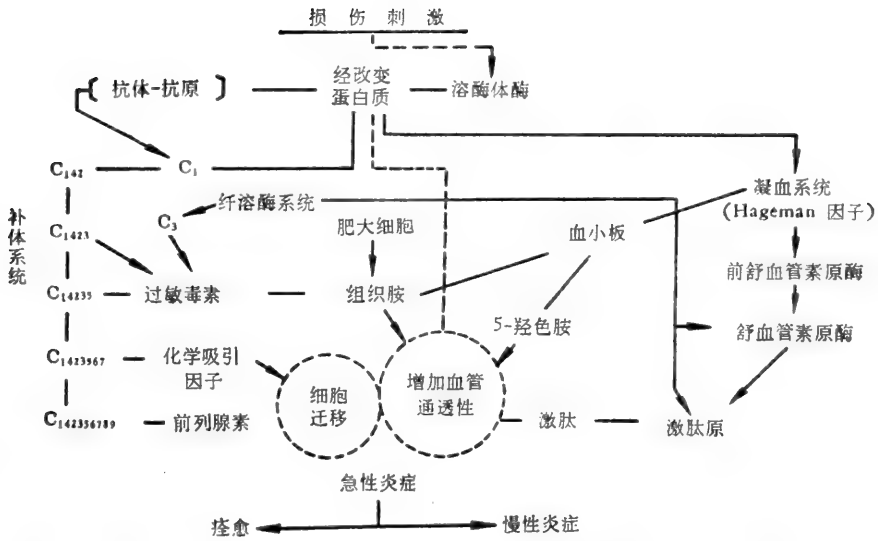 损伤刺激
〔抗体-抗原〕
经改变
蛋白质
溶酶体酶
补体系统
C₁₄₂
C₁
凝血系统
(Hageman 因子)
纤溶酶系统
C₃
C₁₄₂₃
肥大细胞
血小板
C₁₄₂₃₅
过敏毒素
组织胺
前舒血管素原酶
5-羟色胺
舒血管素原酶
C₁₄₂₃₅₆₇
化学吸引
因子
细胞
迁移
增加血管
通透性
C₁₄₂₃₅₆₇₈₉
前列腺素
激肽
激肽原
急性炎症
痊愈
慢性炎症